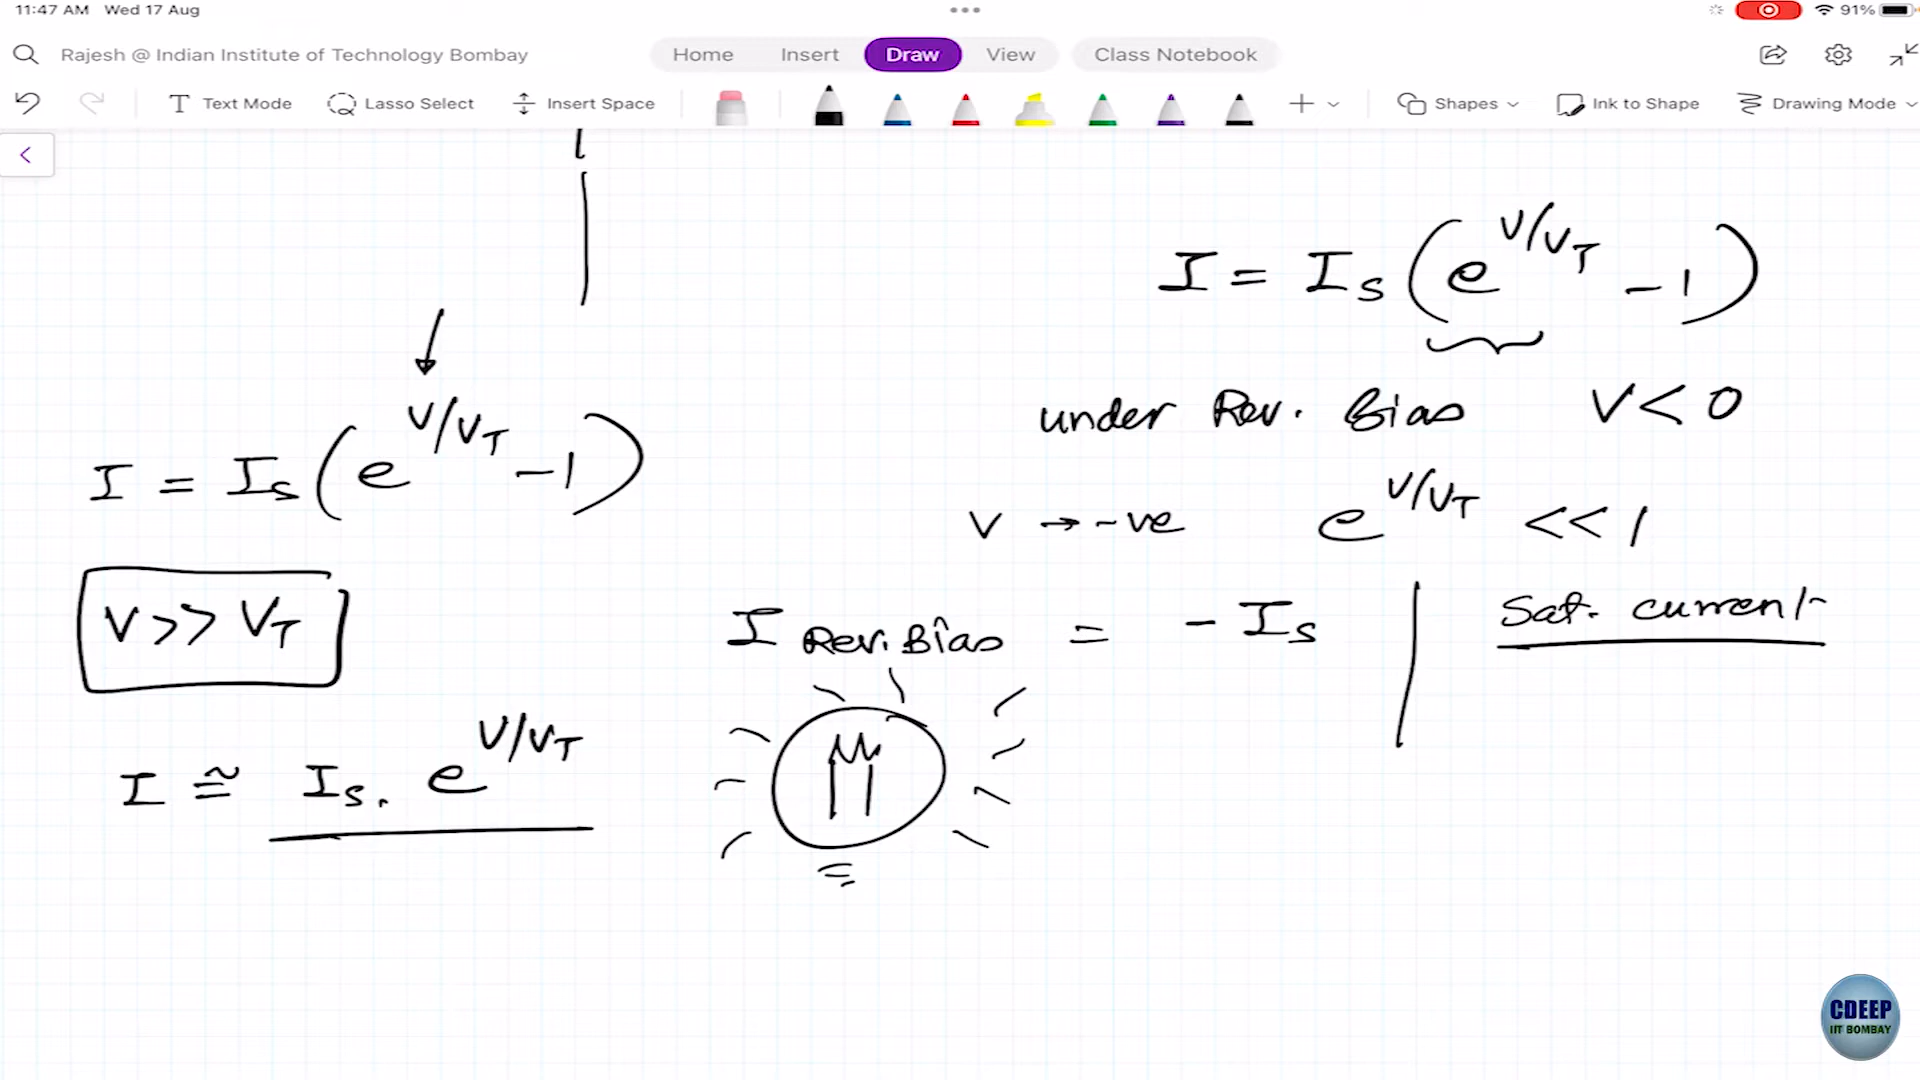 11:47 AM Wed 17 Aug
91%
Rajesh @ Indian Institute of Technology Bombay
Home Insert Draw View Class Notebook
Text Mode Lasso Select Insert Space Shapes Ink to Shape Drawing Mode
I = Is (e^V/VT - 1)
under Rev. Bias V < 0
V → -ve e^V/VT << 1
I Rev. Bias = - Is
Sat. current
I = Is (e^V/VT - 1)
V >> VT
I ≅ Is. e^V/VT
CDEEP
IIT BOMBAY